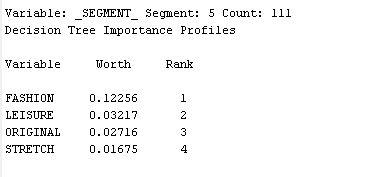 Variable: _SEGMENT_ Segment: 5 Count: 111
Decision Tree Importance Profiles
Variable Worth Rank
FASHION 0.12256 1
LEISURE 0.03217 2
ORIGINAL 0.02716 3
STRETCH 0.01675 4